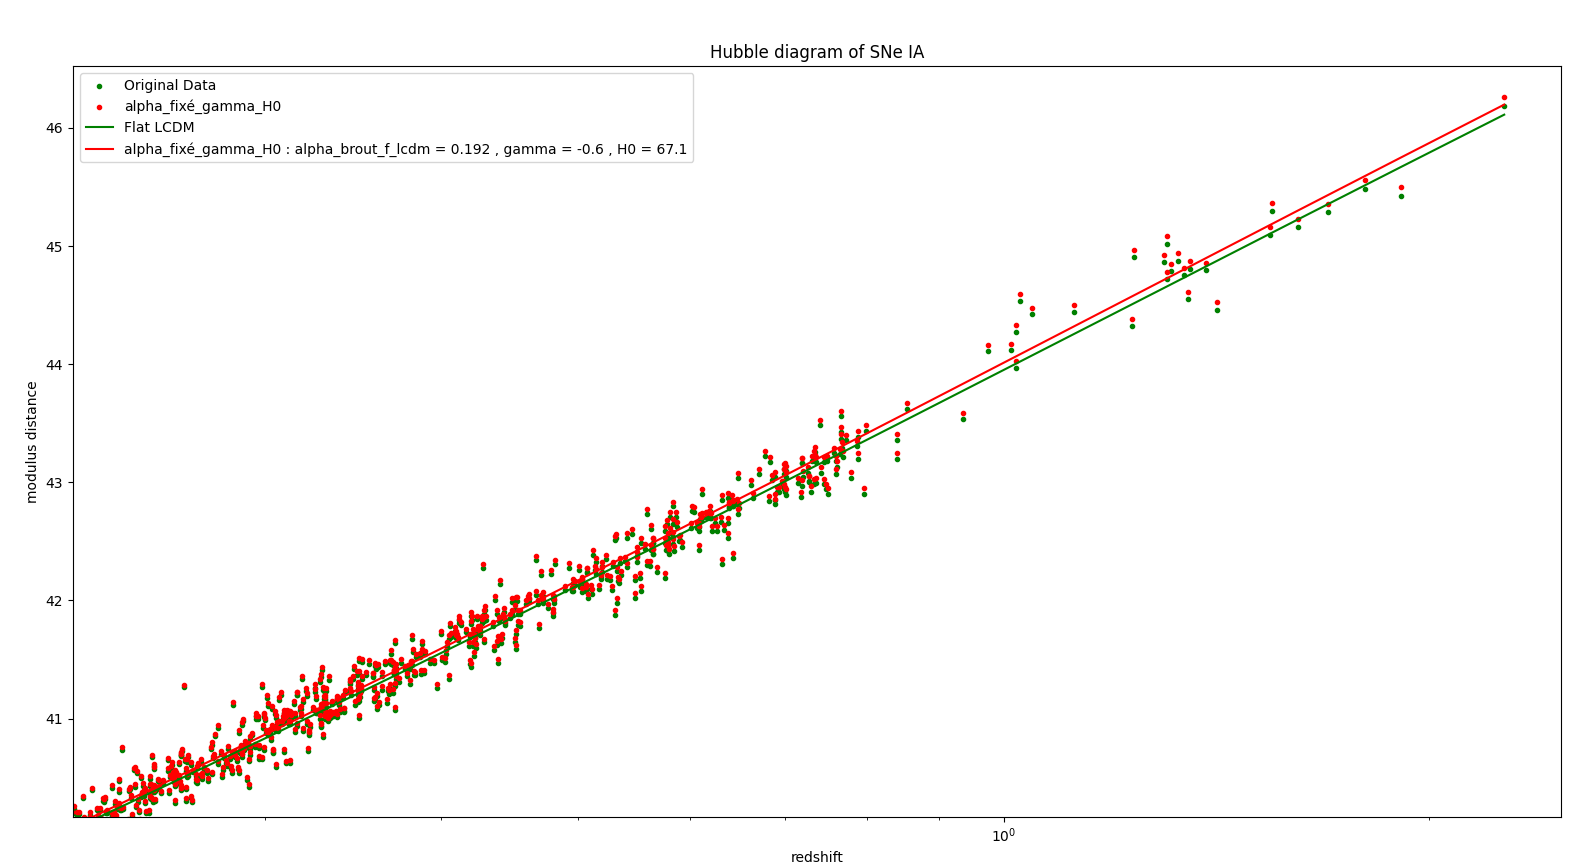 Hubble diagram of SNe IA
Original Data
alpha_fixé_gamma_H0
Flat LCDM
alpha_fixé_gamma_H0 : alpha_brout_f_lcdm = 0.192 , gamma = -0.6 , H0 = 67.1
46
45
44
43
42
41
modulus distance
10⁰
redshift